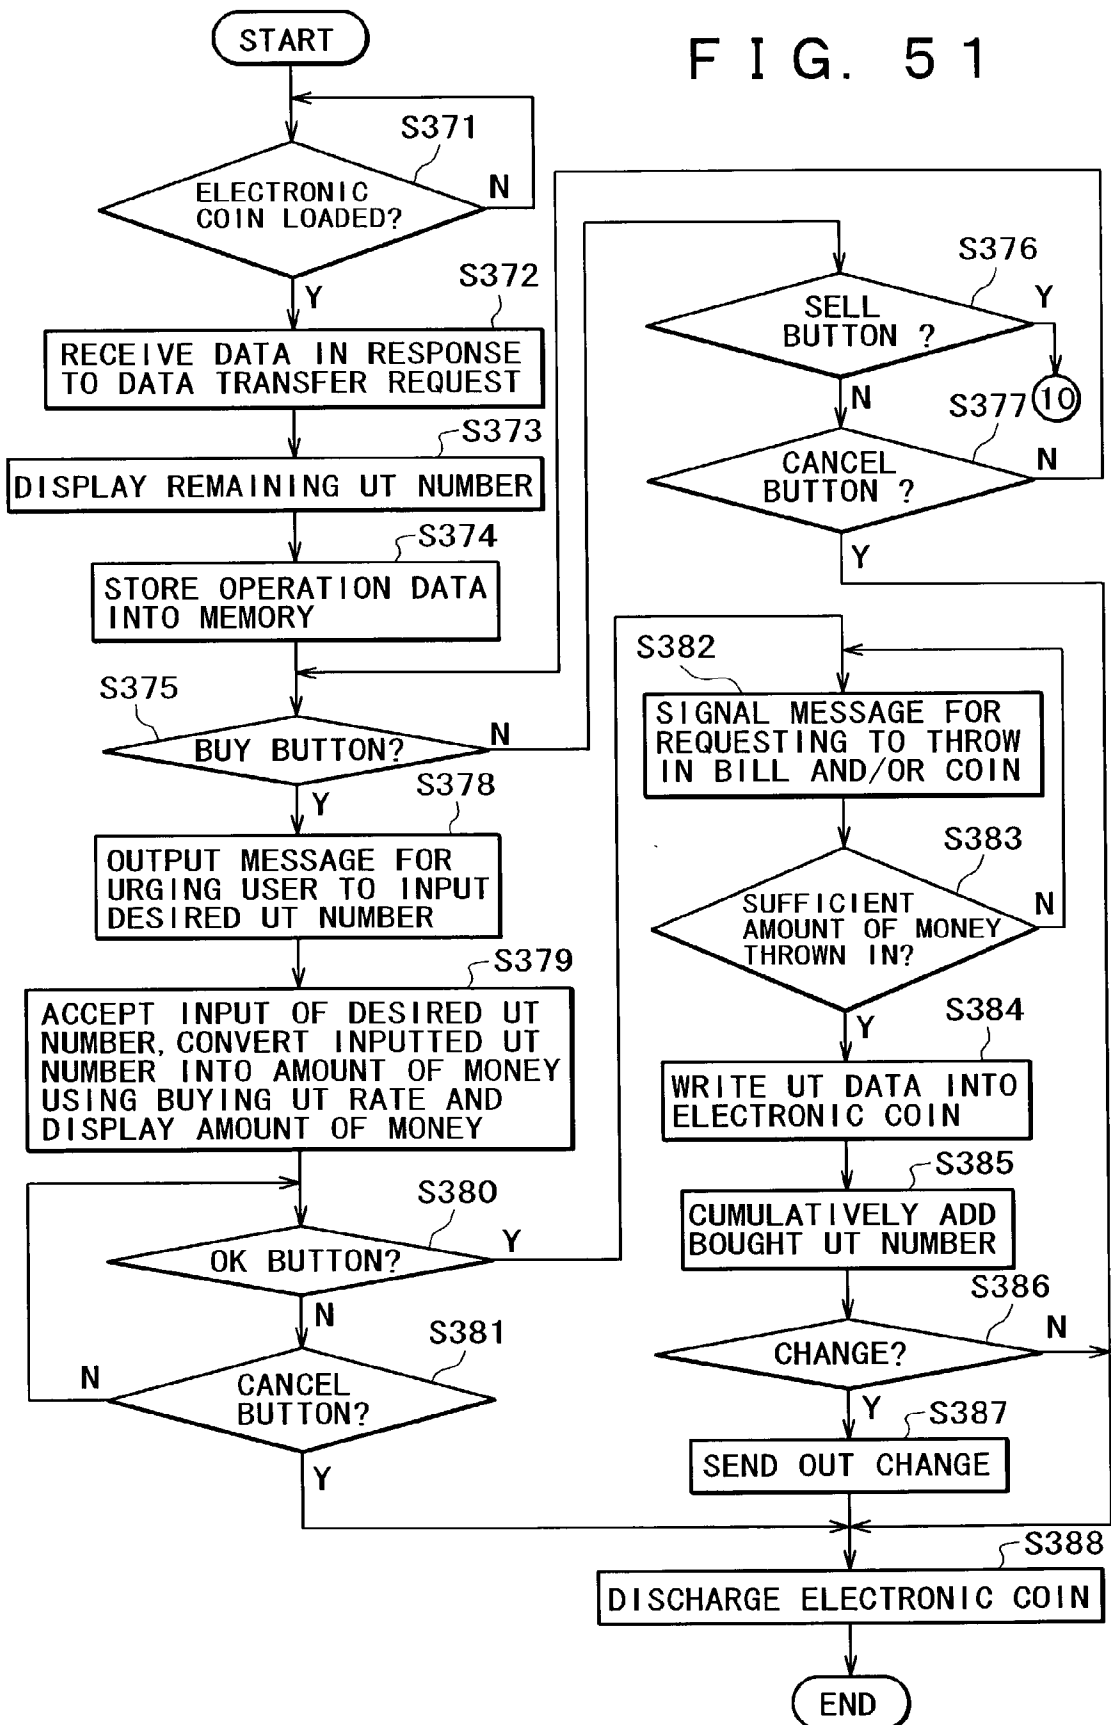 FIG. 51
START
S371
ELECTRONIC
COIN LOADED?
N
Y
S372
RECEIVE DATA IN RESPONSE
TO DATA TRANSFER REQUEST
S373
DISPLAY REMAINING UT NUMBER
S374
STORE OPERATION DATA
INTO MEMORY
S375
BUY BUTTON?
N
Y
S376
SELL
BUTTON ?
Y
10
N
S377
CANCEL
BUTTON ?
N
Y
S378
OUTPUT MESSAGE FOR
URGING USER TO INPUT
DESIRED UT NUMBER
S379
ACCEPT INPUT OF DESIRED UT
NUMBER, CONVERT INPUTTED UT
NUMBER INTO AMOUNT OF MONEY
USING BUYING UT RATE AND
DISPLAY AMOUNT OF MONEY
S380
OK BUTTON?
Y
N
S381
CANCEL
BUTTON?
N
Y
S382
SIGNAL MESSAGE FOR
REQUESTING TO THROW
IN BILL AND/OR COIN
S383
SUFFICIENT
AMOUNT OF MONEY
THROWN IN?
N
Y
S384
WRITE UT DATA INTO
ELECTRONIC COIN
S385
CUMULATIVELY ADD
BOUGHT UT NUMBER
S386
CHANGE?
N
Y
S387
SEND OUT CHANGE
S388
DISCHARGE ELECTRONIC COIN
END